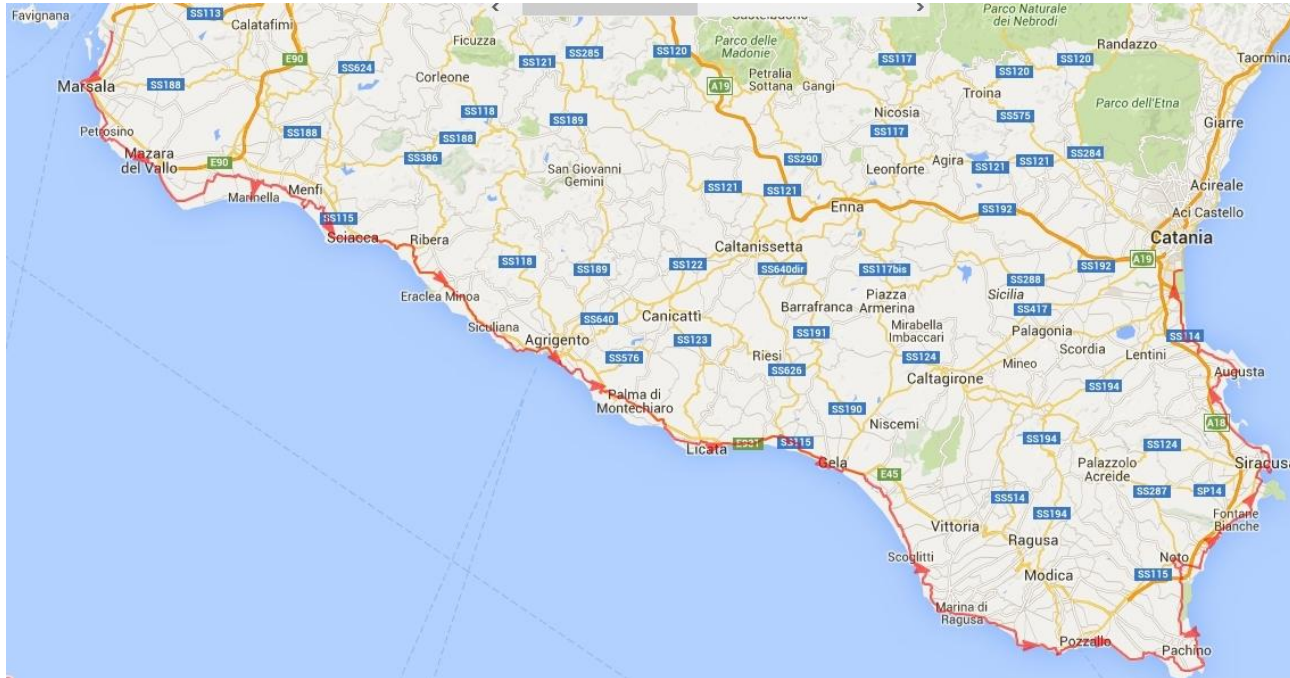 Favignana
SS113
Calatafimi
E90
Ficuzza
SS121
SS285
SS120
Castelbuono
Parco delle
Madonie
Parco Naturale
dei Nebrodi
Randazzo
Taormina
Marsala
SS188
SS624
Corleone
A19
Petralia
Sottana
Gangi
SS117
SS120
SS120
Troina
Parco dell'Etna
Nicosia
SS575
Giarre
Petrosino
SS188
SS118
SS188
SS189
SS117
Mazara
del Vallo
E90
SS386
San Giovanni
Gemini
SS290
Leonforte
Agira
SS121
SS121
SS284
Acireale
Marinella
Menfi
SS121
SS121
Enna
SS192
Aci Castello
SS115
Sciacca
Ribera
Caltanissetta
Catania
SS118
SS189
SS122
SS640dir
SS117bis
SS192
A19
SS288
Eraclea Minoa
Barrafranca
Piazza
Armerina
Sicilia
SS417
Siculiana
SS640
Canicattì
SS191
Mirabella
Imbaccari
Palagonia
Agrigento
SS123
SS114
SS576
Riesi
SS124
Mineo
Scordia
Lentini
SS626
Caltagirone
SS194
Augusta
Palma di
Montechiaro
SS190
Niscemi
A18
Licata
E931
SS115
Gela
SS194
SS124
E45
Palazzolo
Acreide
Siracusa
SS514
SS194
SS287
SP14
Vittoria
Fontane
Bianche
Ragusa
Scoglitti
Noto
Modica
SS115
Marina di
Ragusa
Pozzallo
Pachino